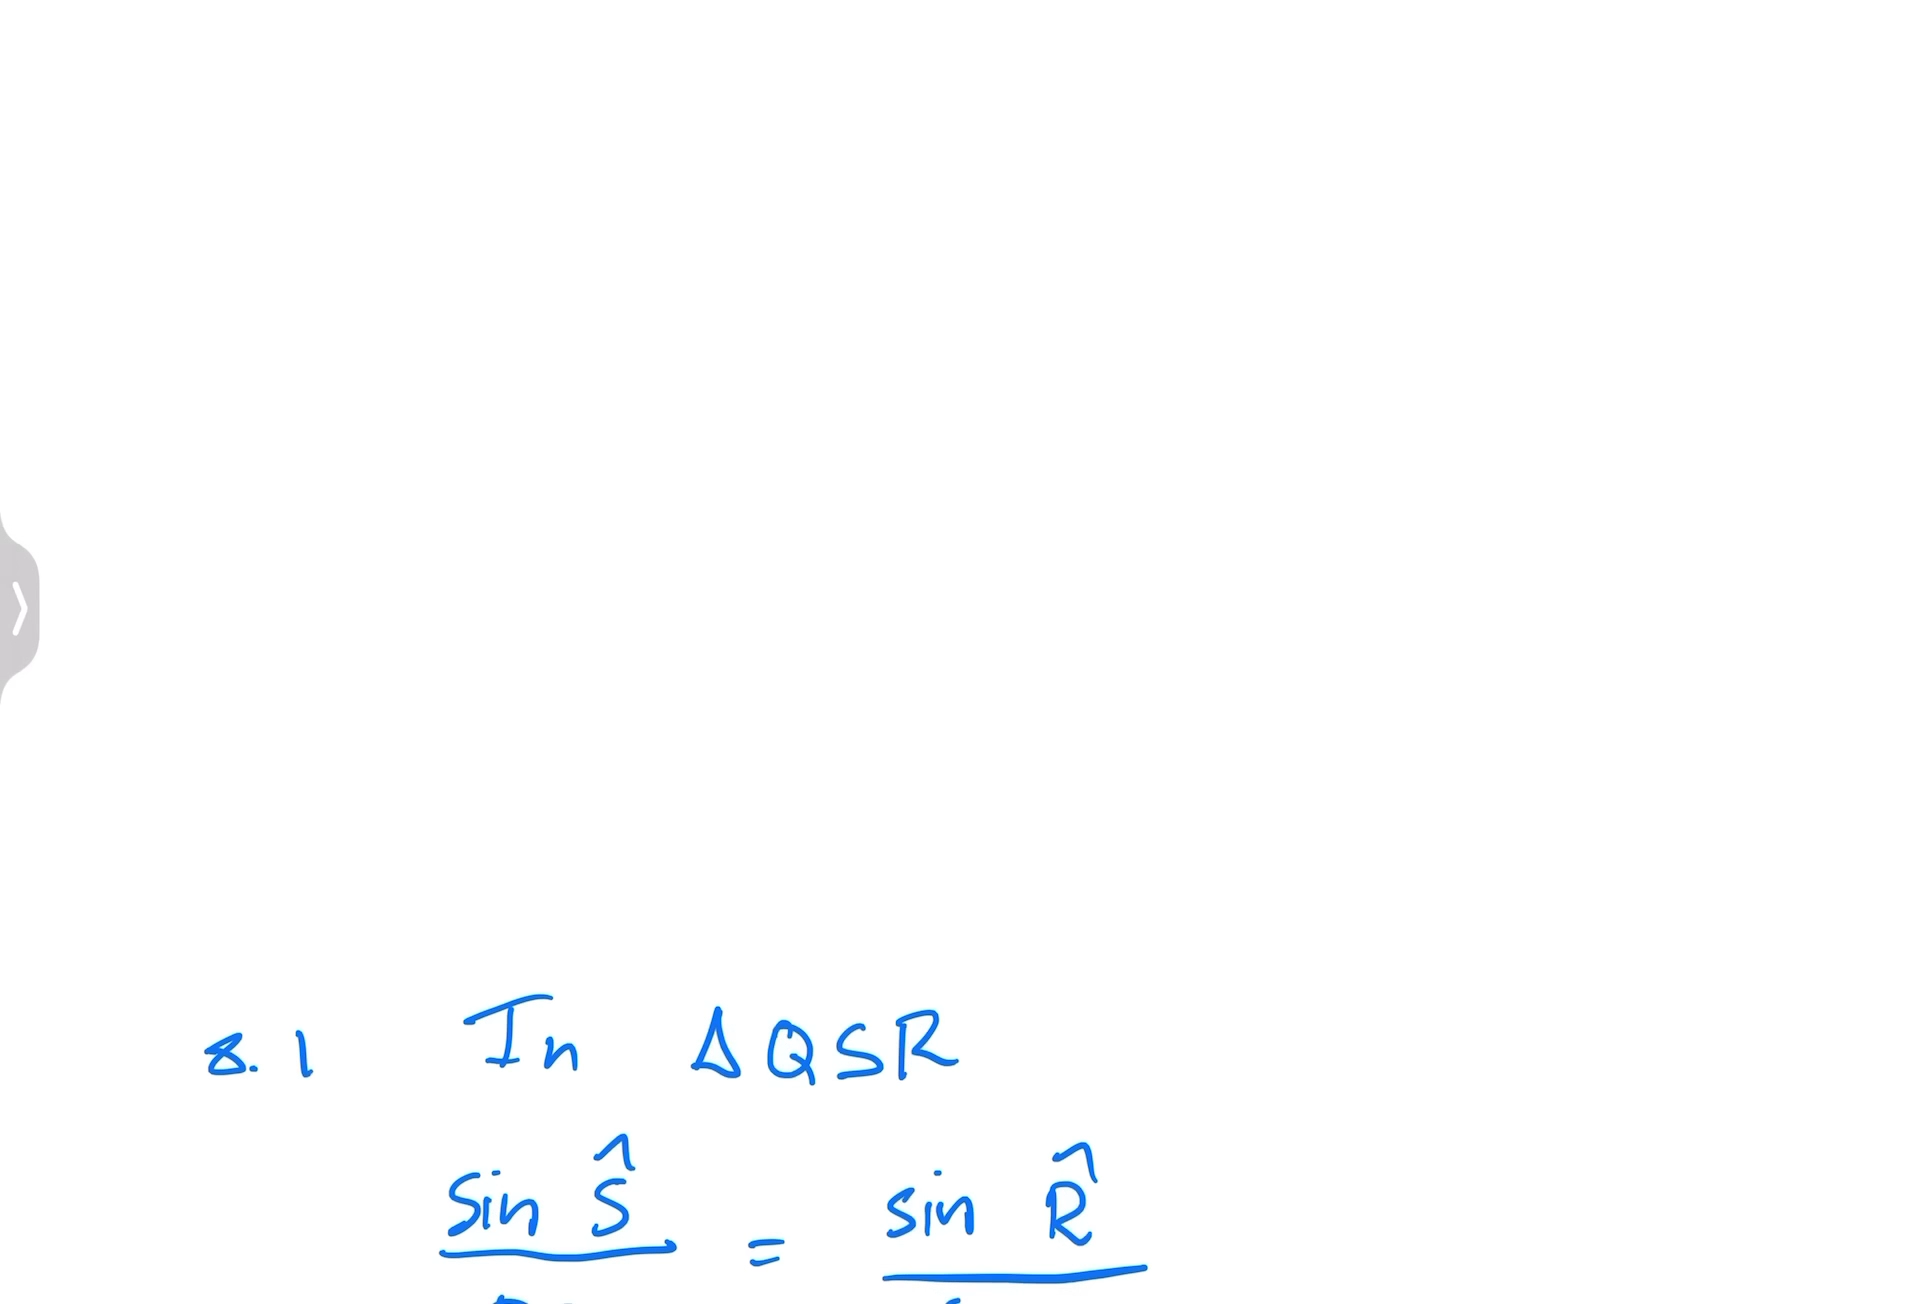 8.1 In ΔQSR
sin Ŝ = sin R̂